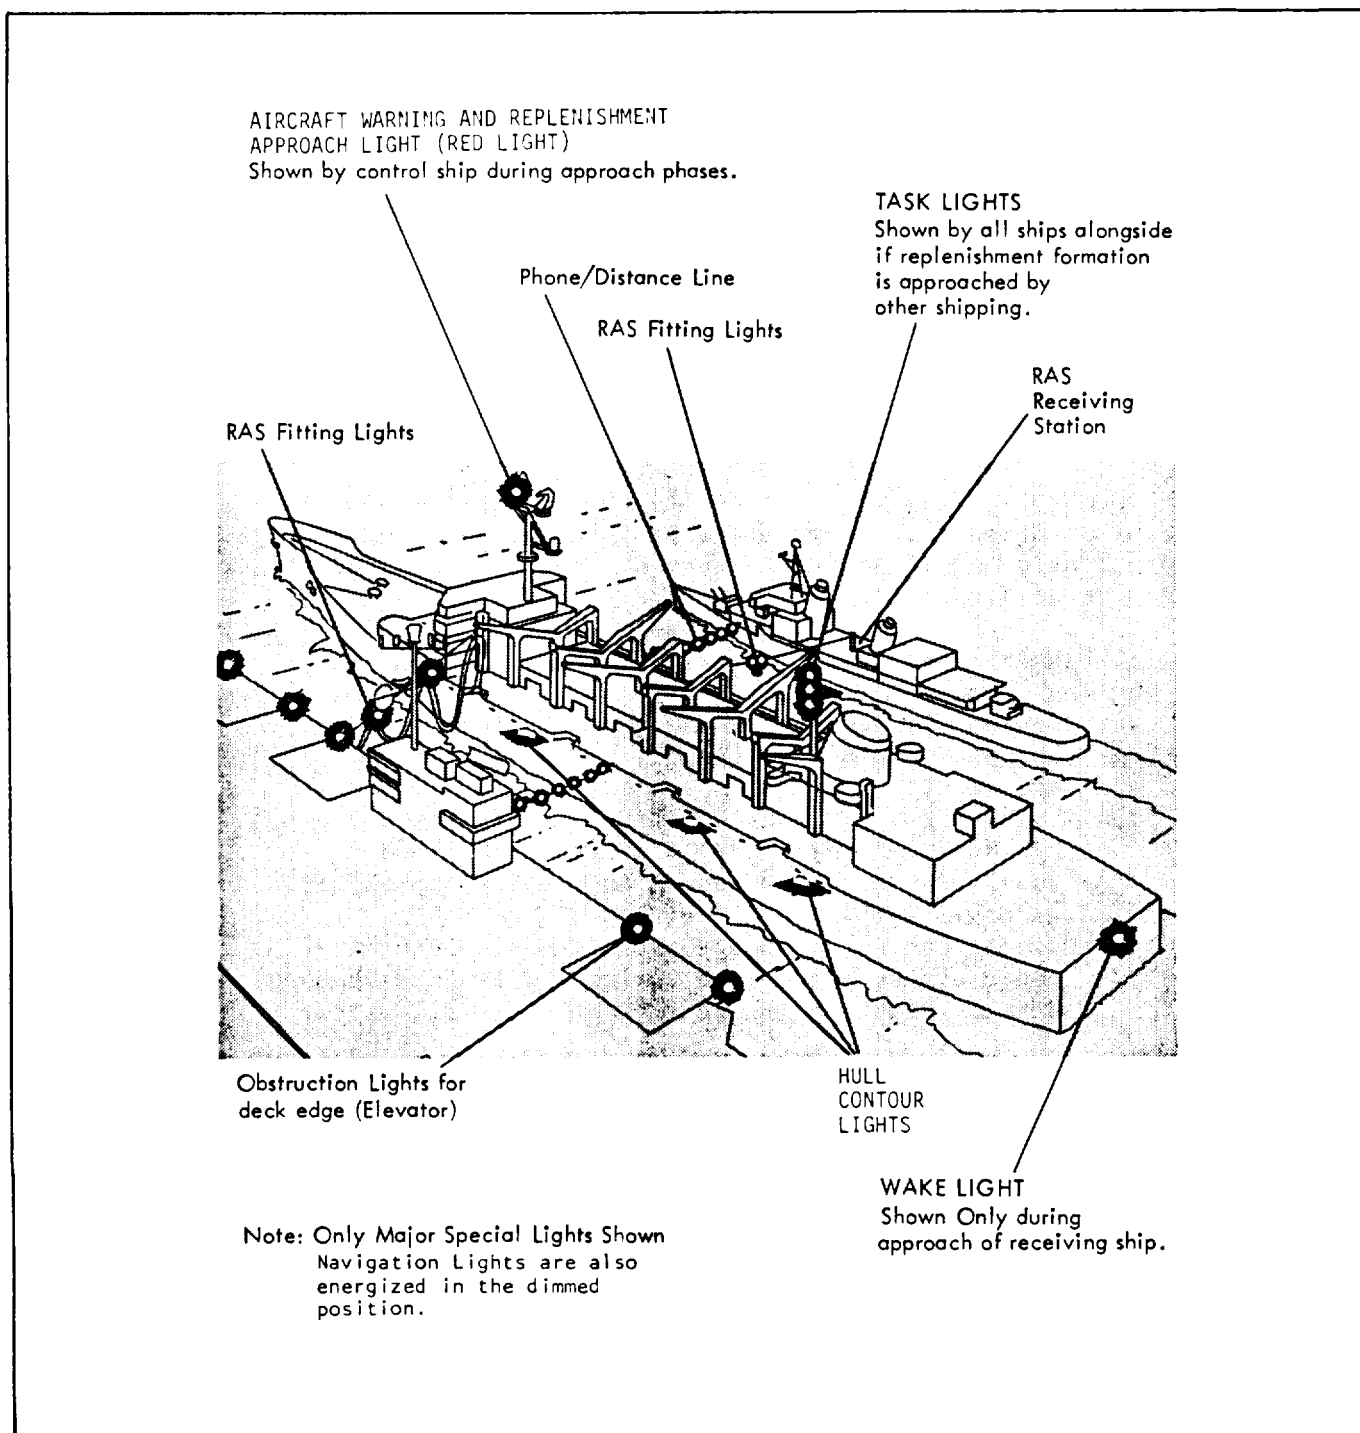 AIRCRAFT WARNING AND REPLENISHMENT
APPROACH LIGHT (RED LIGHT)
Shown by control ship during approach phases.
TASK LIGHTS
Shown by all ships alongside
if replenishment formation
is approached by
other shipping.
Phone/Distance Line
RAS Fitting Lights
RAS
Receiving
Station
RAS Fitting Lights
Obstruction Lights for
deck edge (Elevator)
HULL
CONTOUR
LIGHTS
WAKE LIGHT
Shown Only during
approach of receiving ship.
Note: Only Major Special Lights Shown
Navigation Lights are also
energized in the dimmed
position.